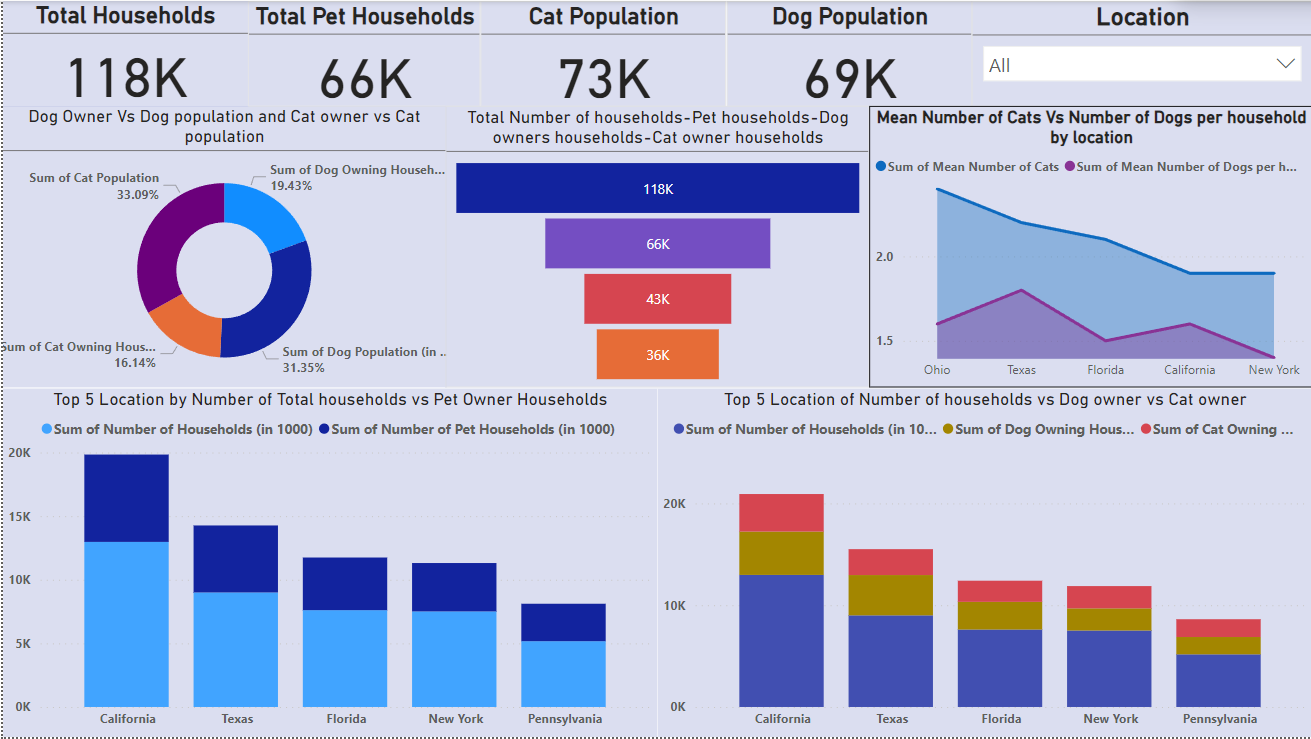 Total Households
Total Pet Households
Cat Population
Dog Population
Location
118K
66K
73K
69K
All
Dog Owner Vs Dog population and Cat owner vs Cat
population
Sum of Cat Population
33.09%
Sum of Dog Owning Househ...
19.43%
Sum of Cat Owning Hous...
16.14%
Sum of Dog Population (in ..
31.35%
Total Number of households-Pet households-Dog
owners households-Cat owner households
118K
66K
43K
36K
Mean Number of Cats Vs Number of Dogs per household
by location
Sum of Mean Number of Cats
Sum of Mean Number of Dogs per h...
2.0
1.5
Ohio
Texas
Florida
California
New York
Top 5 Location by Number of Total households vs Pet Owner Households
Sum of Number of Households (in 1000)
Sum of Number of Pet Households (in 1000)
20K
15K
10K
5K
0K
California
Texas
Florida
New York
Pennsylvania
Top 5 Location of Number of households vs Dog owner vs Cat owner
Sum of Number of Households (in 10...
Sum of Dog Owning Hous...
Sum of Cat Owning ...
20K
10K
0K
California
Texas
Florida
New York
Pennsylvania